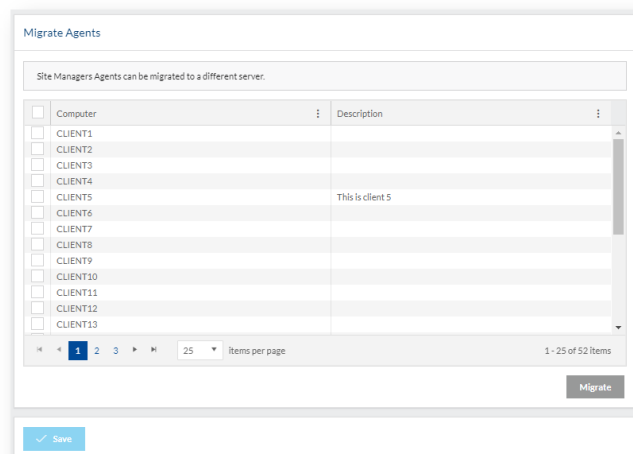 Migrate Agents
Site Managers Agents can be migrated to a different server.
Computer Description
CLIENT1
CLIENT2
CLIENT3
CLIENT4
CLIENT5 This is client 5
CLIENT6
CLIENT7
CLIENT8
CLIENT9
CLIENT10
CLIENT11
CLIENT12
CLIENT13
1 2 3 25 items per page 1 - 25 of 52 items
Migrate
Save